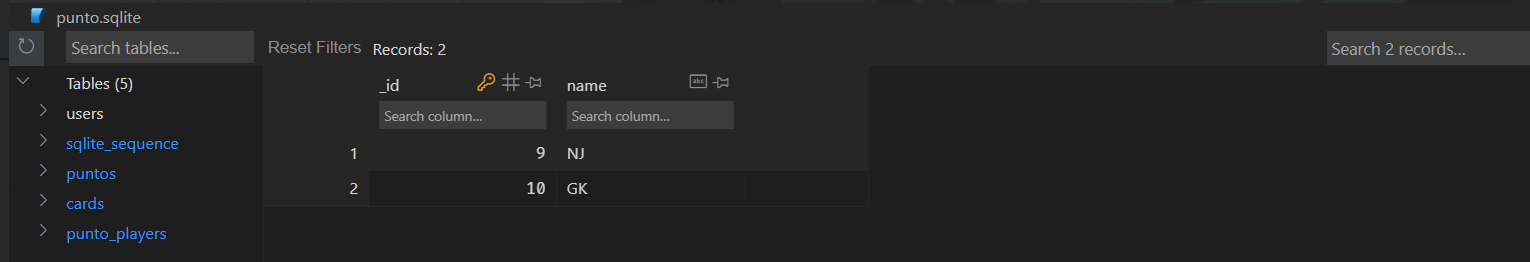 punto.sqlite
Search tables... Reset Filters Records: 2 Search 2 records...
Tables (5)
users
sqlite_sequence
puntos
cards
punto_players
_id name
Search column... Search column...
1 9 NJ
2 10 GK